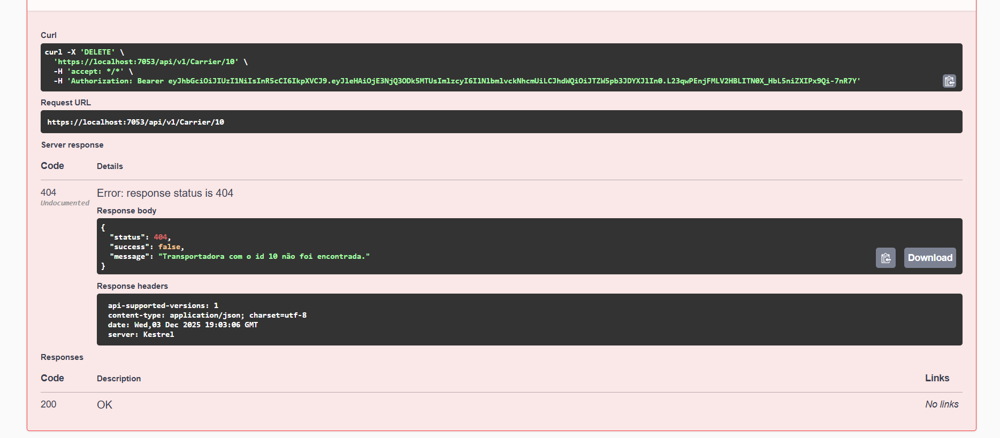 Curl
curl -X 'DELETE' \
'https://localhost:7053/api/v1/Carrier/10' \
-H 'accept: */*' \
-H 'Authorization: Bearer eyJhbGciOiJIUzI1NiIsInR5cCI6IkpXVCJ9.eyJleHAiOjE3NjQ3ODk5MTUsImlzcyI6IlNlbmlvckNhcmUiLCJhdWQiOiJTZW5pb3JDYXJlIn0.L23qwPEnjFMLV2HBLITN0X_HbL5niZXIPx9Qi-7nR7Y'
Request URL
https://localhost:7053/api/v1/Carrier/10
Server response
Code Details
404 Error: response status is 404
Undocumented
Response body
{
"status": 404,
"success": false,
"message": "Transportadora com o id 10 não foi encontrada."
}
Download
Response headers
api-supported-versions: 1
content-type: application/json; charset=utf-8
date: Wed,03 Dec 2025 19:03:06 GMT
server: Kestrel
Responses
Code Description Links
200 OK No links